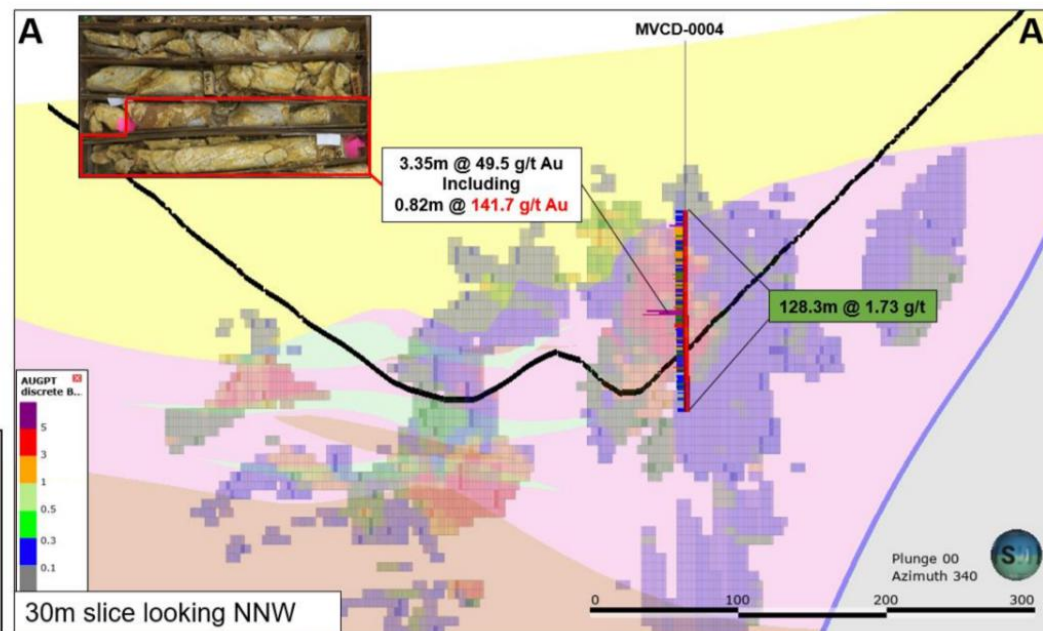 A
A
MVCD-0004
3.35m @ 49.5 g/t Au
Including
0.82m @ 141.7 g/t Au
128.3m @ 1.73 g/t
AUGPT
discrete B...
5
3
1
0.5
0.3
0.1
Plunge 00
Azimuth 340
0 100 200 300
30m slice looking NNW